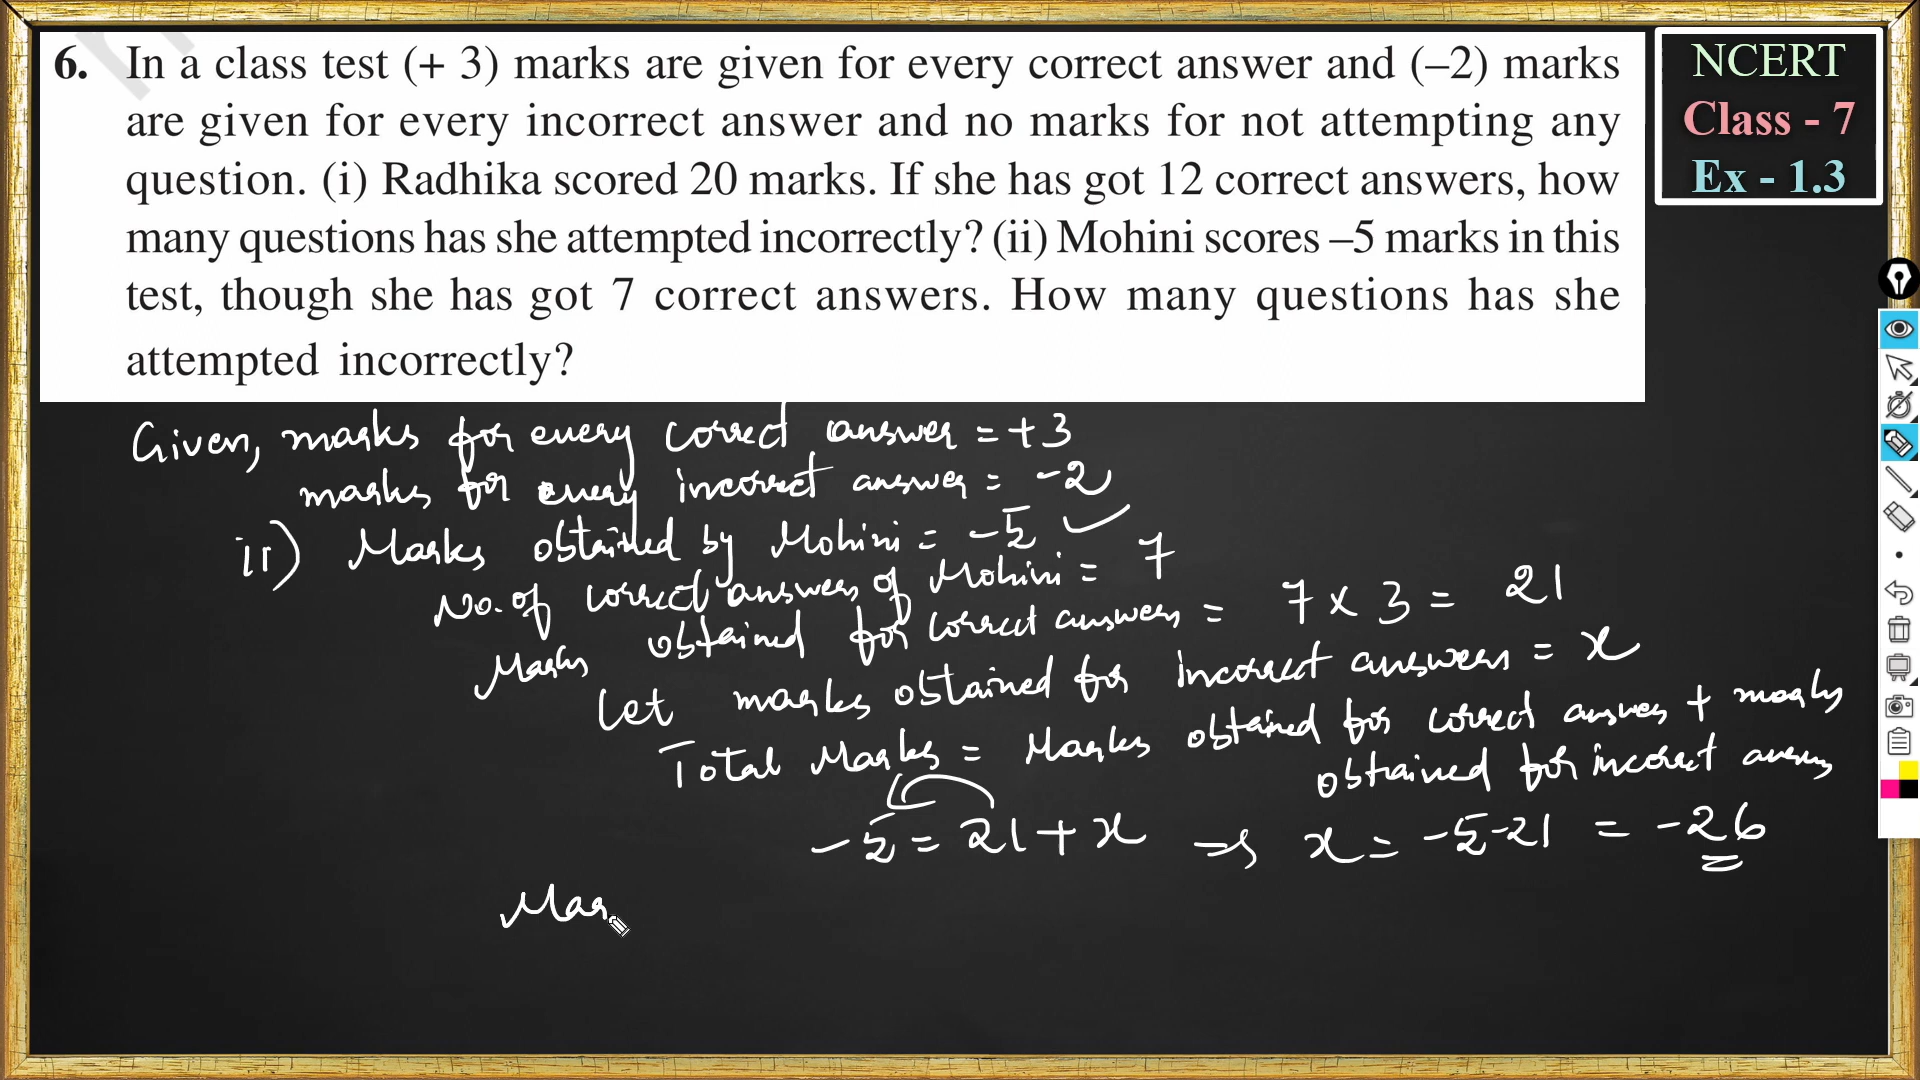 6. In a class test (+ 3) marks are given for every correct answer and (–2) marks
are given for every incorrect answer and no marks for not attempting any
question. (i) Radhika scored 20 marks. If she has got 12 correct answers, how
many questions has she attempted incorrectly? (ii) Mohini scores –5 marks in this
test, though she has got 7 correct answers. How many questions has she
attempted incorrectly?
NCERT
Class - 7
Ex - 1.3
Given, marks for every correct answer = +3
marks for every incorrect answer = -2
ii) Marks obtained by Mohini = -5 ✓
No. of correct answers of Mohini = 7
Marks obtained for correct answers = 7 × 3 = 21
Let marks obtained for incorrect answers = x
Total Marks = Marks obtained for correct answer + marks
obtained for incorrect answers
-5 = 21 + x ⇒ x = -5-21 = -26
Mar